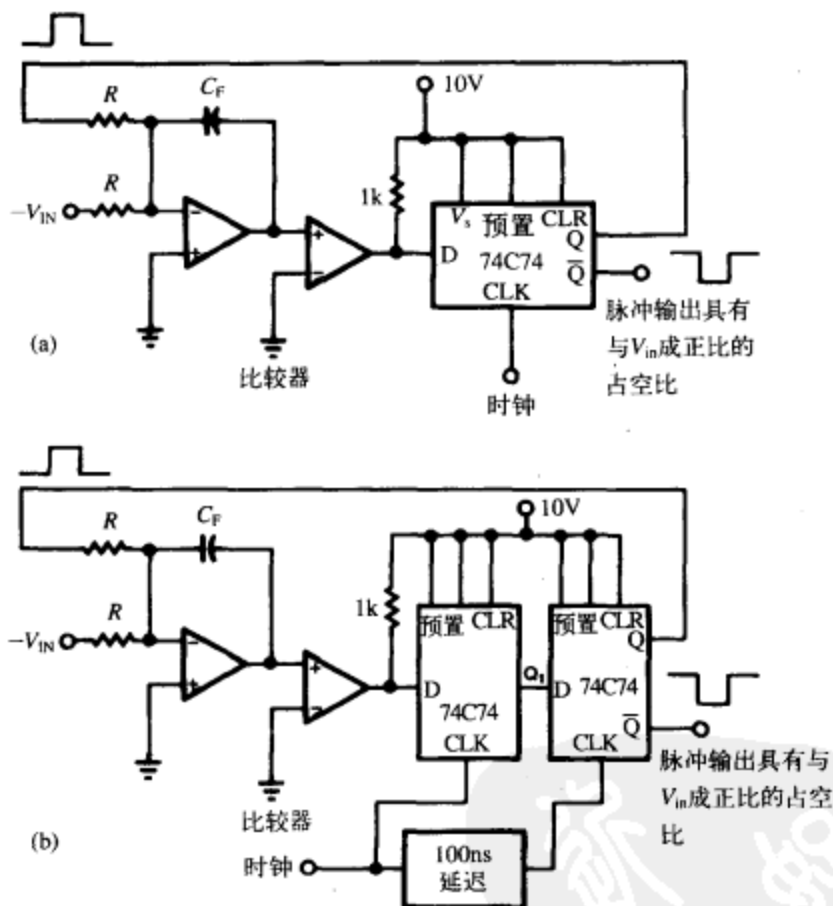 R
C_F
10V
R
1k
−V_IN
−
+
+
−
V_s 预置 CLR
Q
D 74C74 Q̅
CLK
脉冲输出具有
与V_in成正比的
占空比
(a)
比较器
时钟
R
C_F
10V
R
1k
−V_IN
−
+
+
−
预置 CLR
预置 CLR
Q
D
Q₁
D 74C74
74C74
Q̅
CLK
CLK
脉冲输出具有与
V_in成正比的占空
比
比较器
(b)
时钟
100ns
延迟